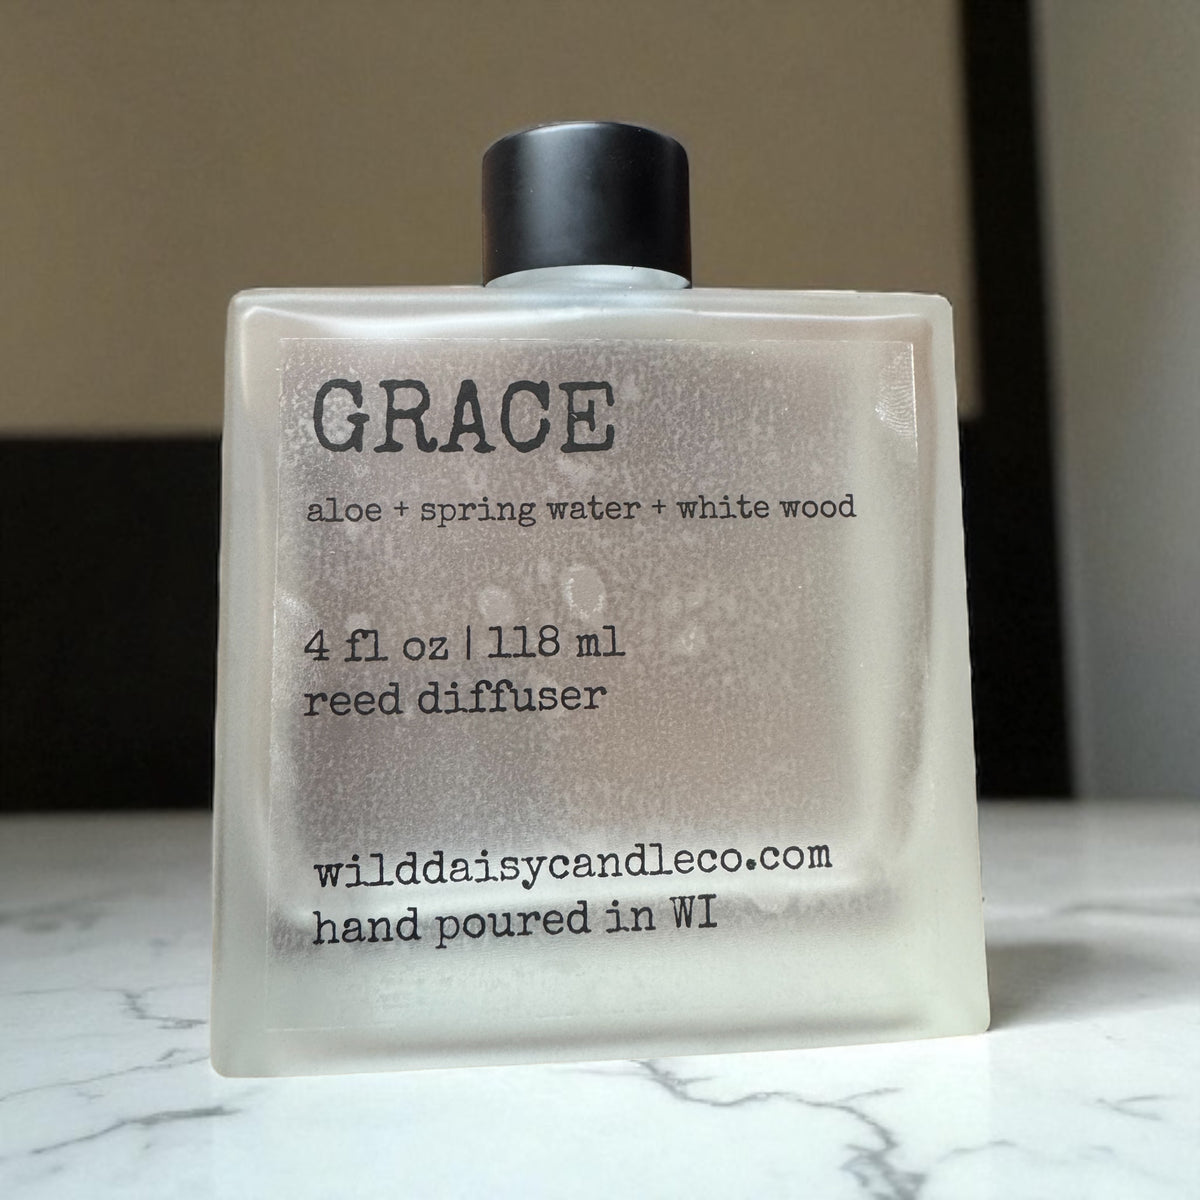 GRACE
aloe + spring water + white wood
4 fl oz | 118 ml
reed diffuser
wilddaisycandleco.com
hand poured in WI